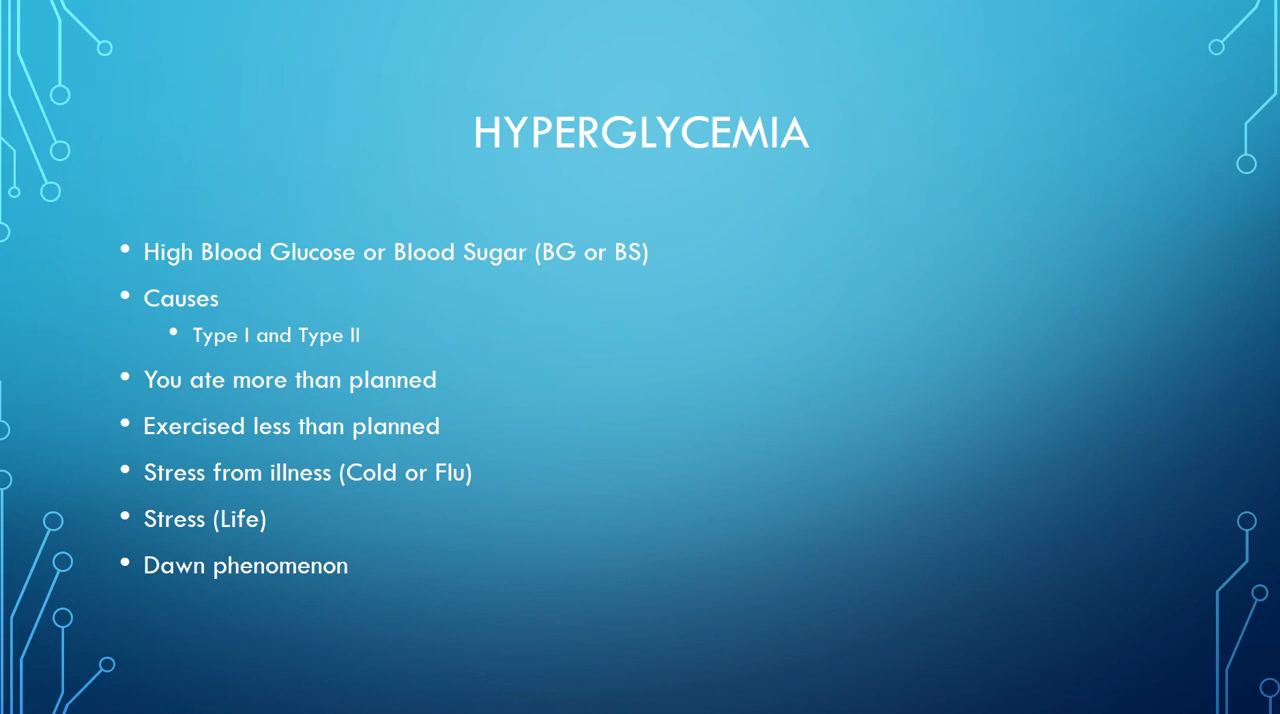 HYPERGLYCEMIA
• High Blood Glucose or Blood Sugar (BG or BS)
• Causes
• Type I and Type II
• You ate more than planned
• Exercised less than planned
• Stress from illness (Cold or Flu)
• Stress (Life)
• Dawn phenomenon